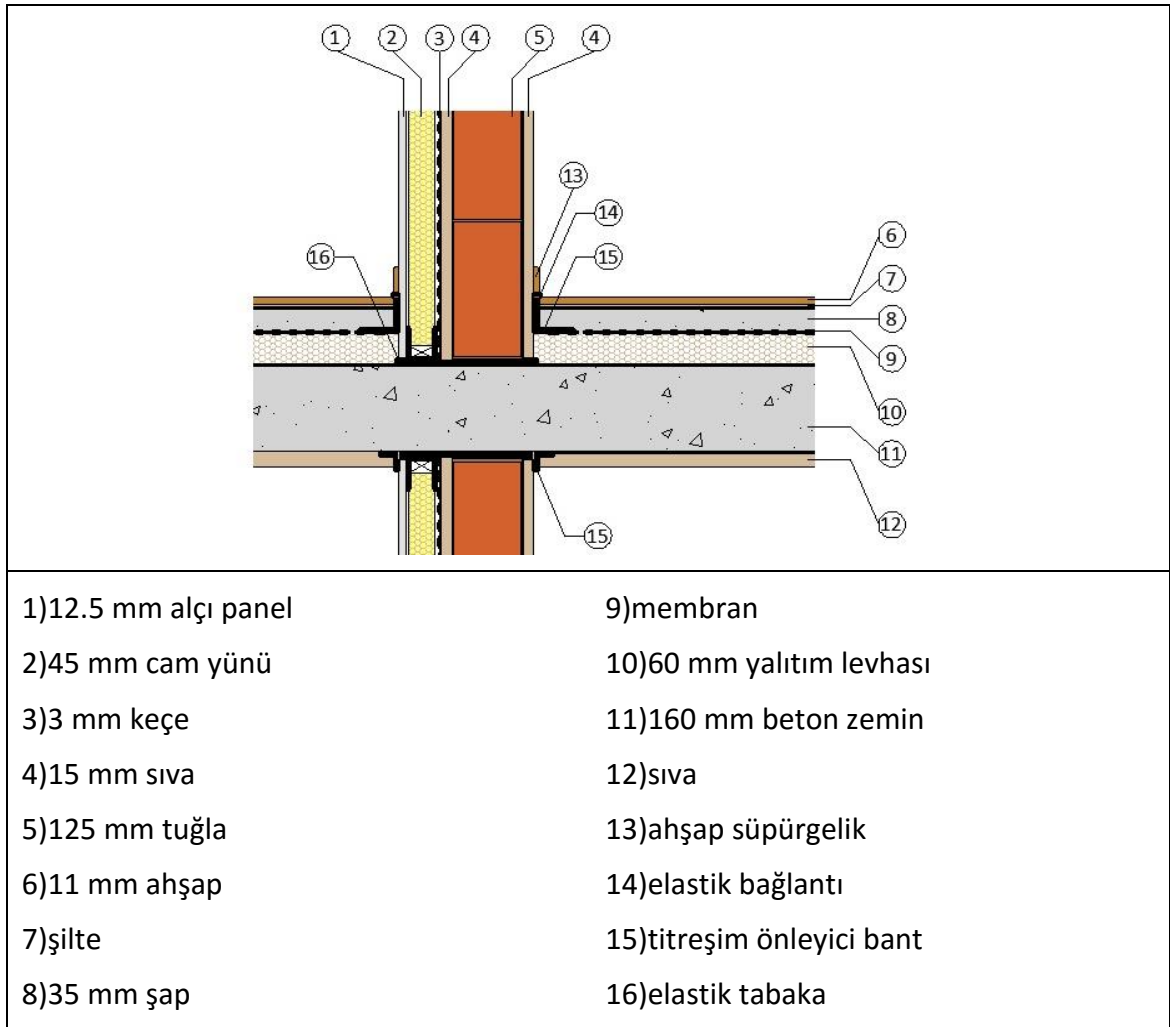 1 2 3 4 5 4
13
14
15
16
6
7
8
9
10
11
12
15
1)12.5 mm alçı panel
2)45 mm cam yünü
3)3 mm keçe
4)15 mm sıva
5)125 mm tuğla
6)11 mm ahşap
7)şilte
8)35 mm şap
9)membran
10)60 mm yalıtım levhası
11)160 mm beton zemin
12)sıva
13)ahşap süpürgelik
14)elastik bağlantı
15)titreşim önleyici bant
16)elastik tabaka